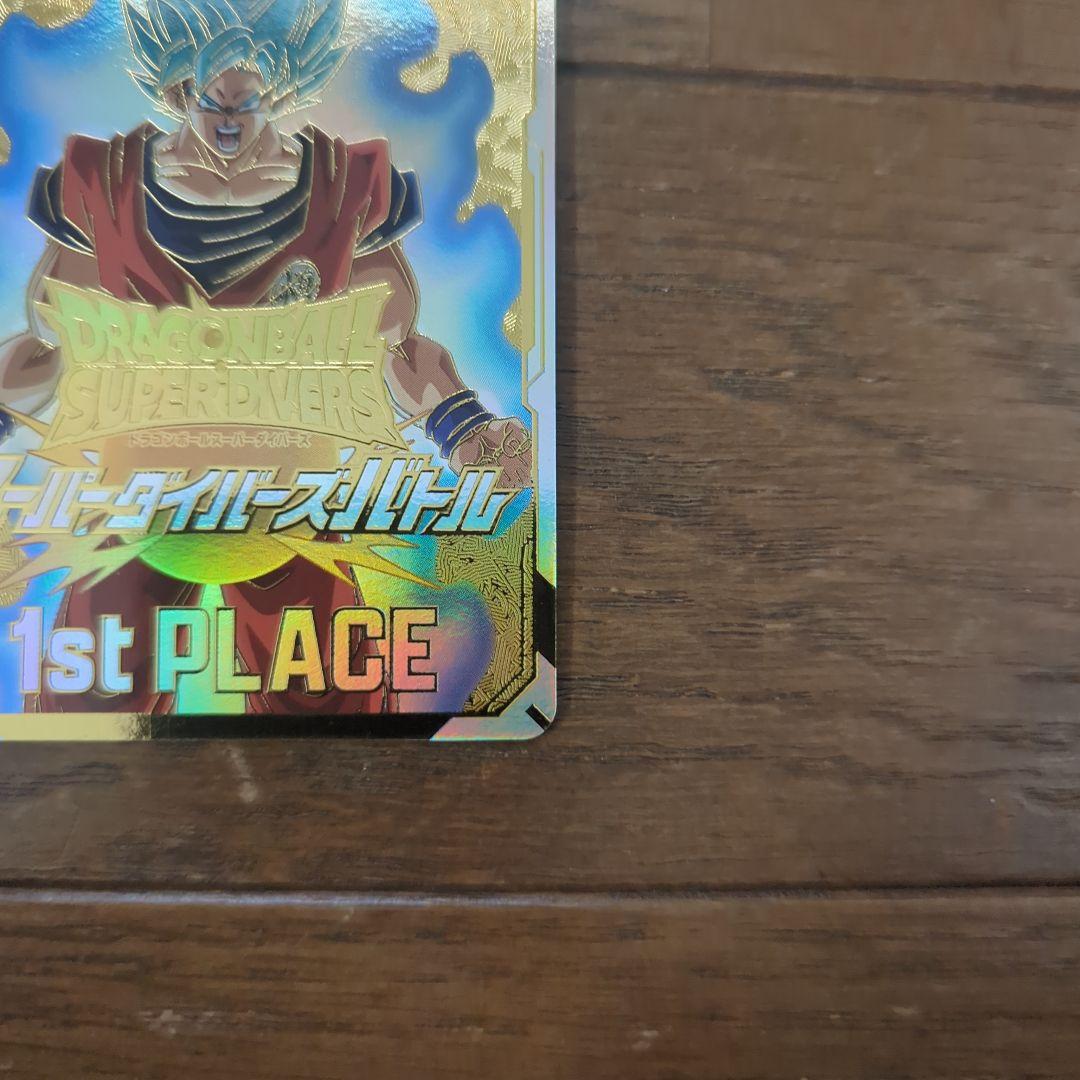 DRAGONBALL
SUPER DIVERS
ドラゴンボールスーパーダイバーズ
ーパーダイバーズバトル
1st PLACE